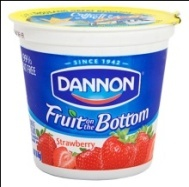 SINCE 1942
DANNON
Fruit on the Bottom
Strawberry